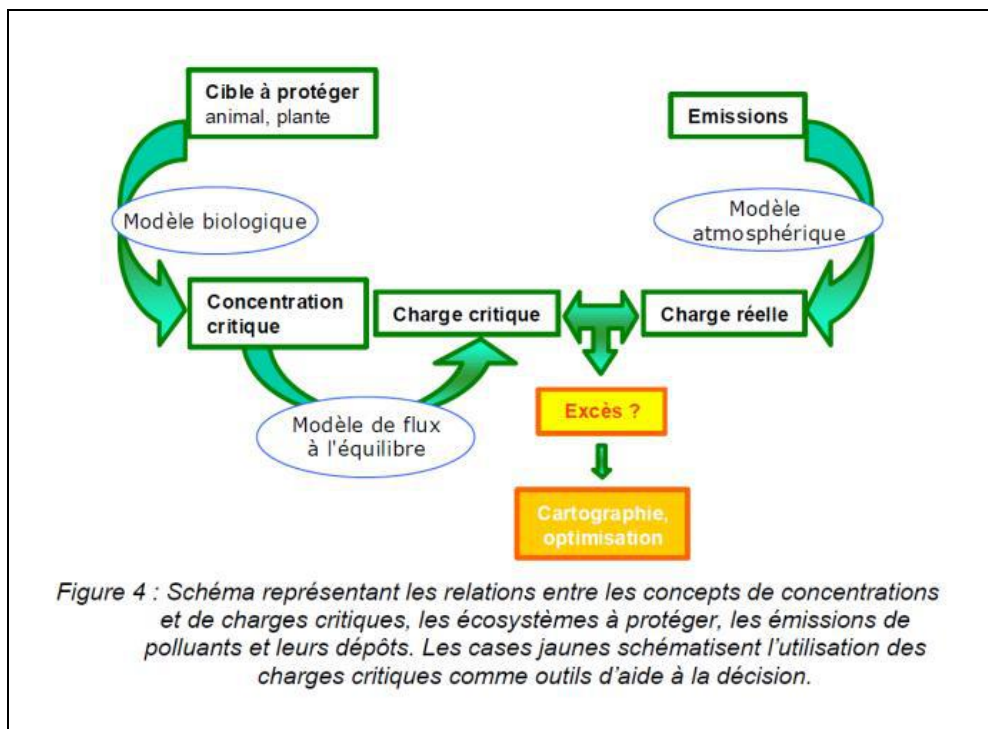 Cible à protéger
animal, plante
Emissions
Modèle biologique
Modèle
atmosphérique
Concentration
critique
Charge critique
Charge réelle
Modèle de flux
à l'équilibre
Excès ?
Cartographie,
optimisation
Figure 4 : Schéma représentant les relations entre les concepts de concentrations
et de charges critiques, les écosystèmes à protéger, les émissions de
polluants et leurs dépôts. Les cases jaunes schématisent l’utilisation des
charges critiques comme outils d’aide à la décision.